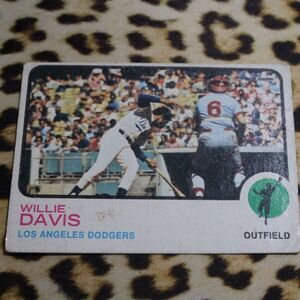 6
WILLIE
DAVIS
LOS ANGELES DODGERS
OUTFIELD